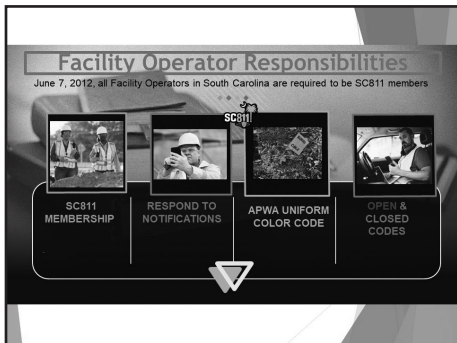 Facility Operator Responsibilities
June 7, 2012, all Facility Operators in South Carolina are required to be SC811 members
SC811
SC811
MEMBERSHIP
RESPOND TO
NOTIFICATIONS
APWA UNIFORM
COLOR CODE
OPEN &
CLOSED
CODES